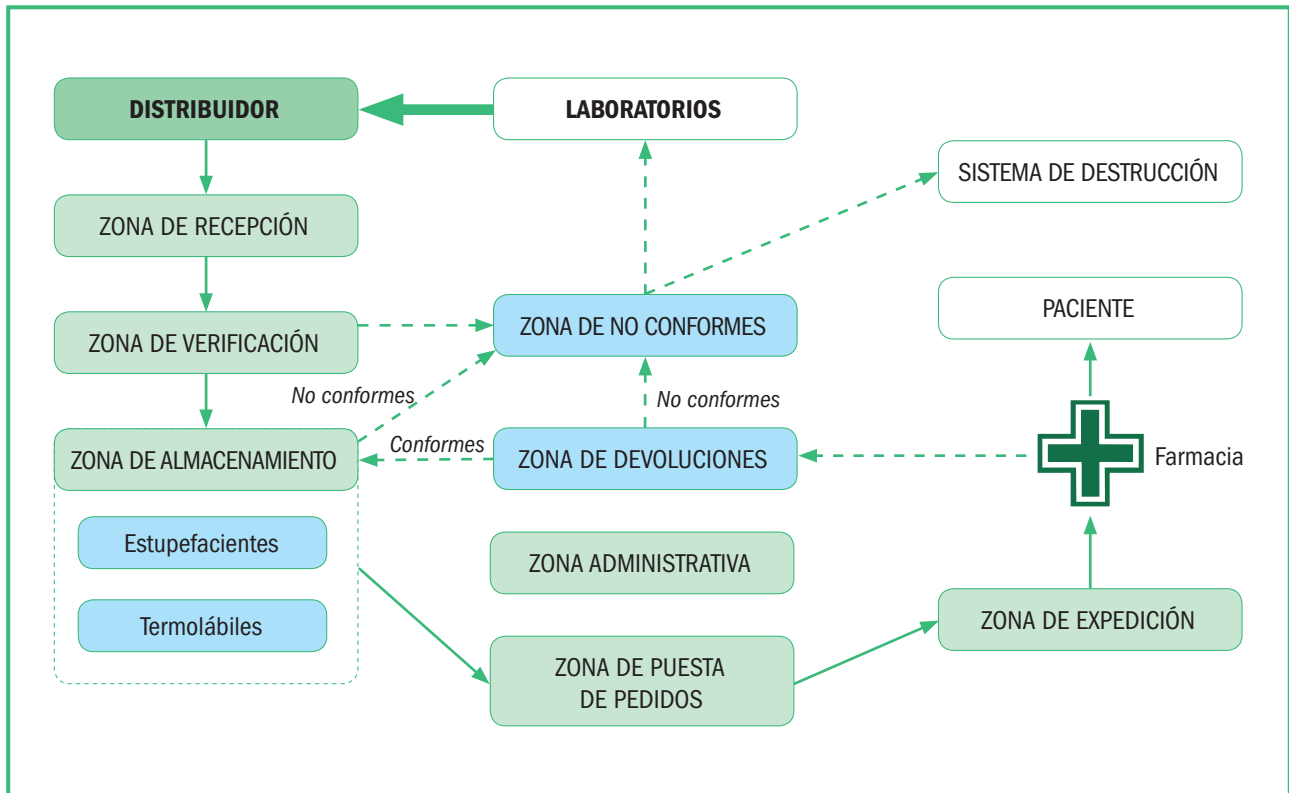 DISTRIBUIDOR
LABORATORIOS
SISTEMA DE DESTRUCCIÓN
ZONA DE RECEPCIÓN
PACIENTE
ZONA DE NO CONFORMES
ZONA DE VERIFICACIÓN
No conformes
No conformes
Conformes
ZONA DE ALMACENAMIENTO
ZONA DE DEVOLUCIONES
Farmacia
Estupefacientes
ZONA ADMINISTRATIVA
Termolábiles
ZONA DE EXPEDICIÓN
ZONA DE PUESTA
DE PEDIDOS